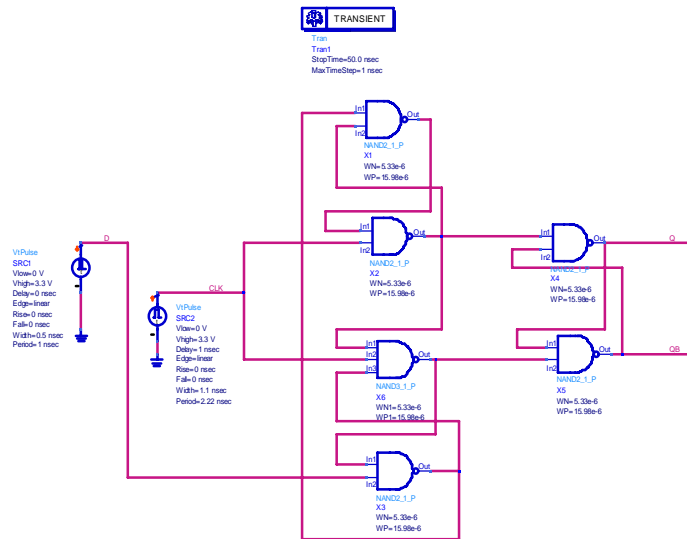 TRANSIENT
Tran
Tran1
StopTime=50.0 nsec
MaxTimeStep=1 nsec
In1
In2
Out
NAND2_1_P
X1
WN=5.33e-6
WP=15.98e-6
D
VtPulse
SRC1
Vlow=0 V
Vhigh=3.3 V
Delay=0 nsec
Edge=linear
Rise=0 nsec
Fall=0 nsec
Width=0.5 nsec
Period=1 nsec
CLK
VtPulse
SRC2
Vlow=0 V
Vhigh=3.3 V
Delay=1 nsec
Edge=linear
Rise=0 nsec
Fall=0 nsec
Width=1.1 nsec
Period=2.22 nsec
In1
In2
Out
NAND2_1_P
X2
WN=5.33e-6
WP=15.98e-6
In1
In2
Out
NAND2_1_P
X4
WN=5.33e-6
WP=15.98e-6
Q
In1
In2
In3
Out
NAND3_1_P
X6
WN1=5.33e-6
WP1=15.98e-6
In1
In2
Out
NAND2_1_P
X5
WN=5.33e-6
WP=15.98e-6
QB
In1
In2
Out
NAND2_1_P
X3
WN=5.33e-6
WP=15.98e-6